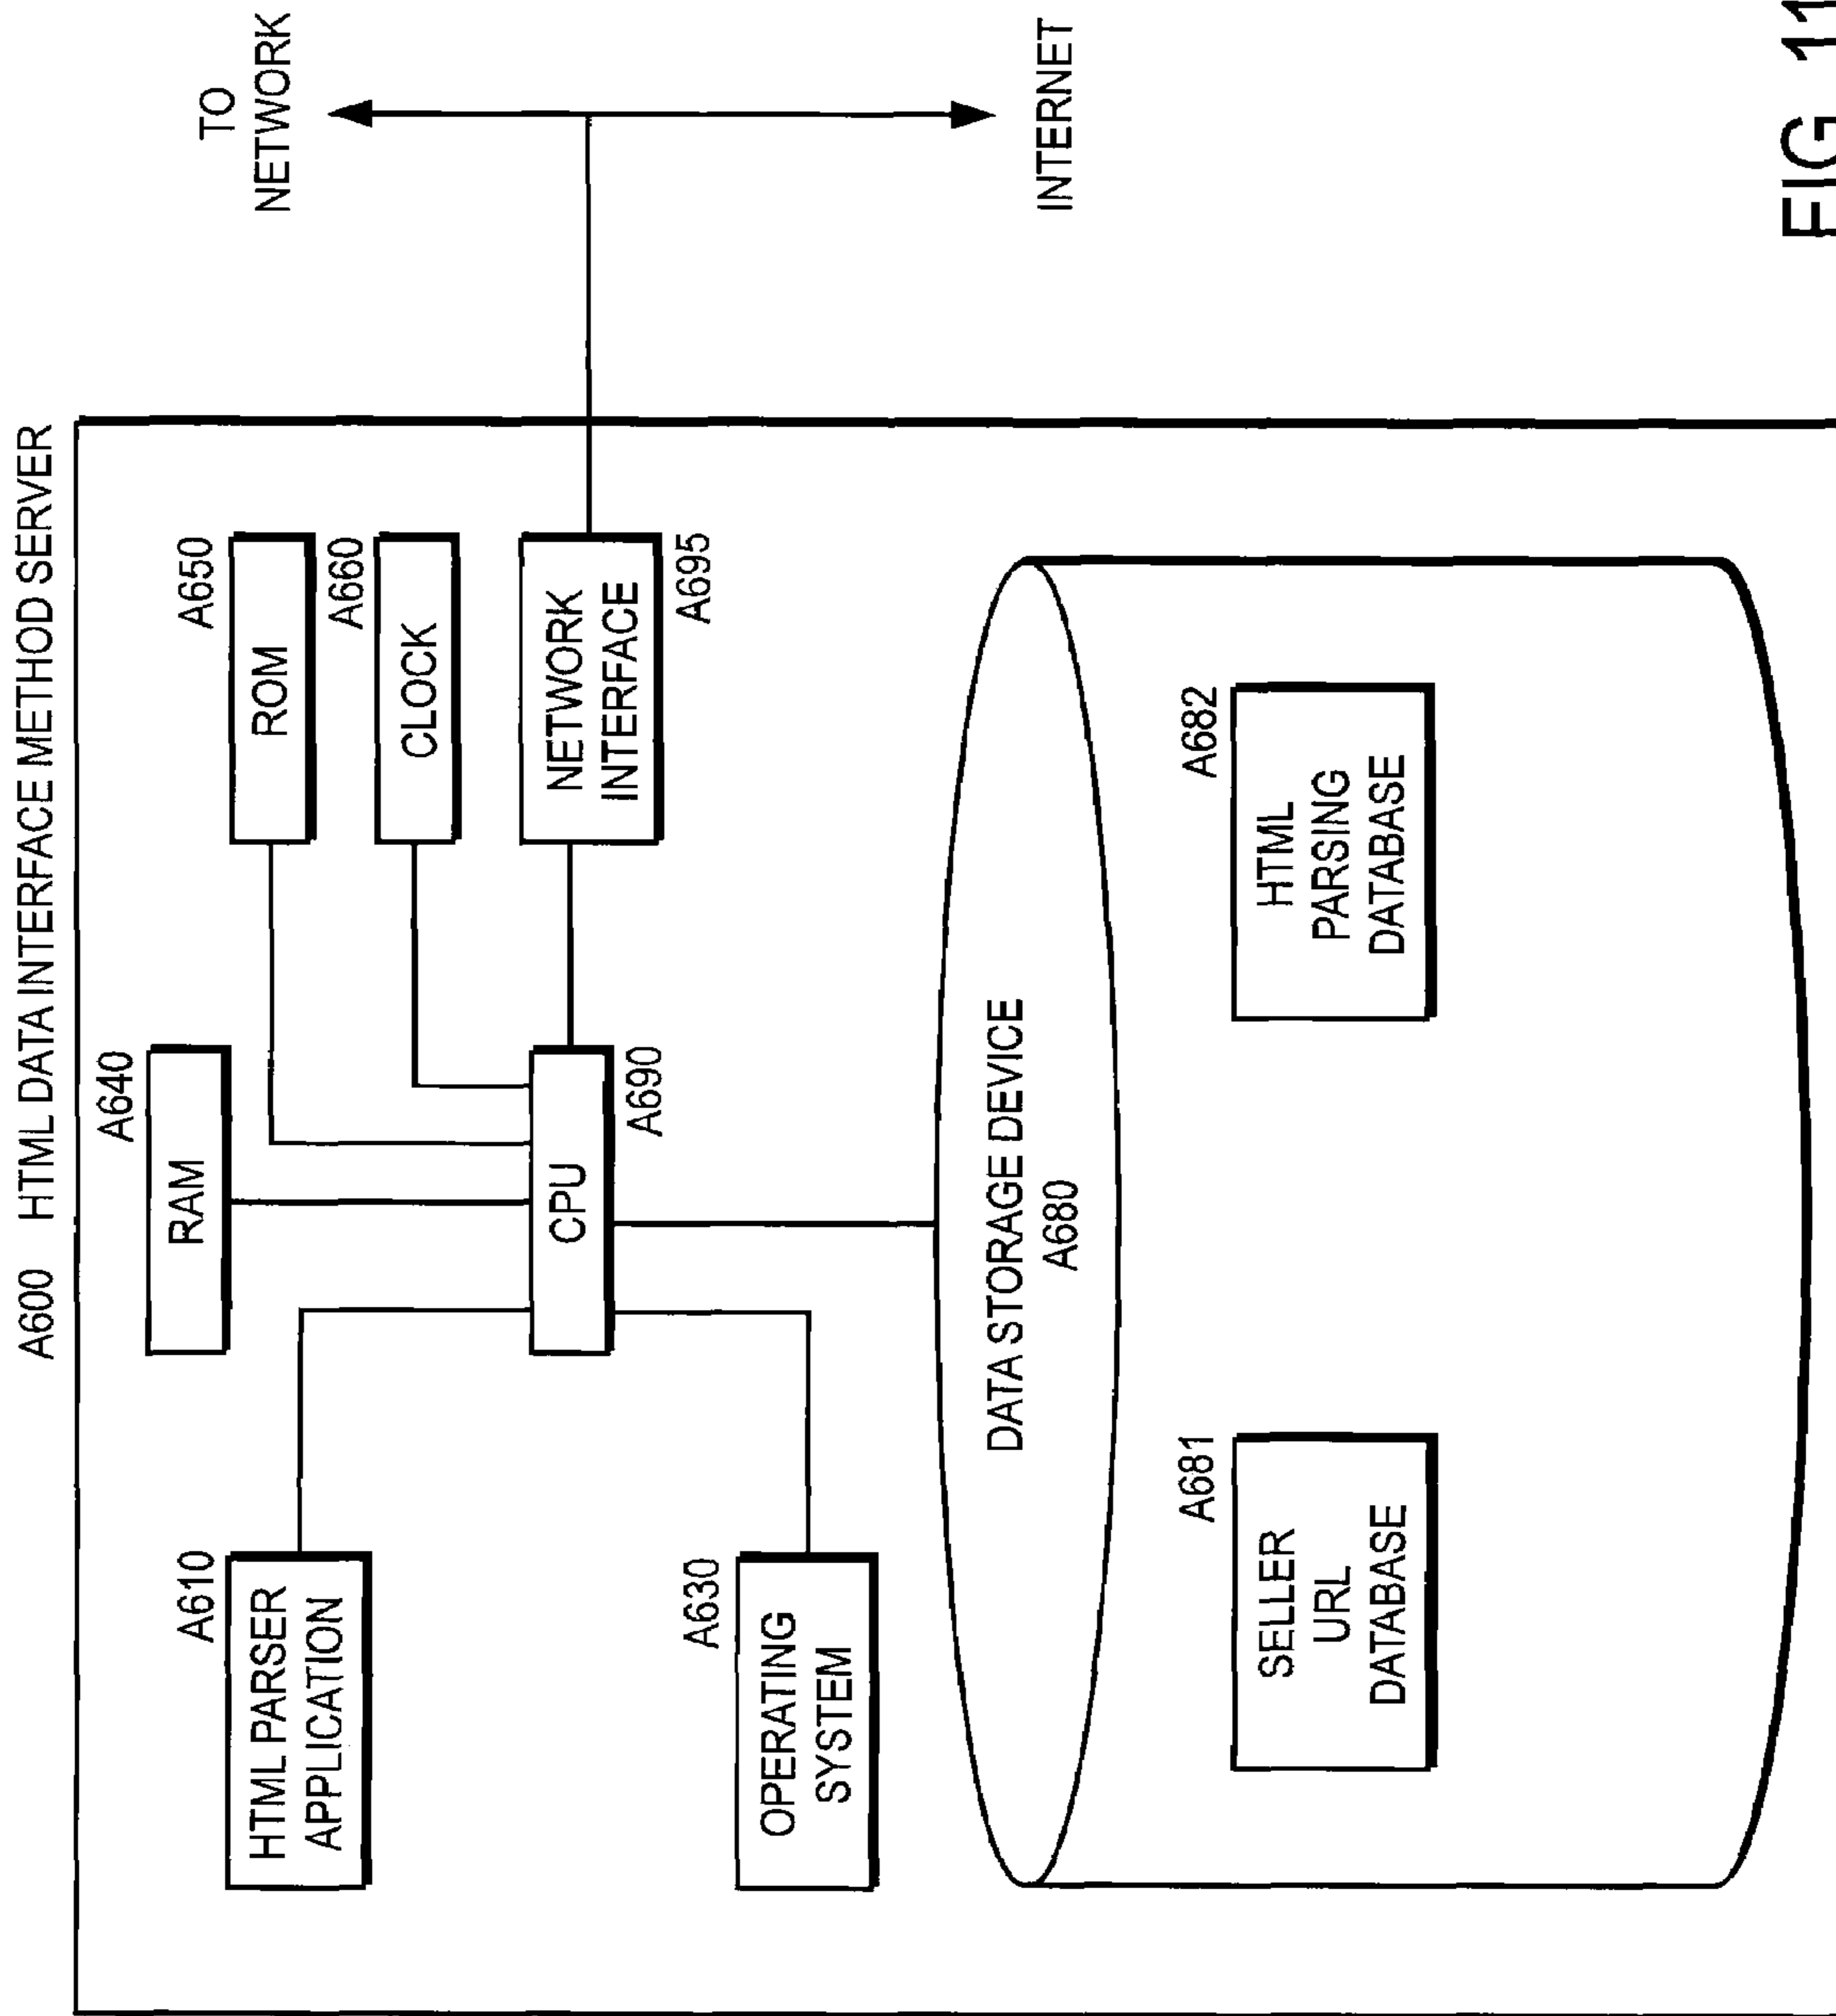 A600 HTML DATA INTERFACE METHOD SERVER
A640
RAM
A610
HTML PARSER
APPLICATION
A650
ROM
A660
CLOCK
CPU
A690
NETWORK
INTERFACE
A695
TO
NETWORK
INTERNET
A630
OPERATING
SYSTEM
DATA STORAGE DEVICE
A680
A681
SELLER
URL
DATABASE
A682
HTML
PARSING
DATABASE
FIG 11